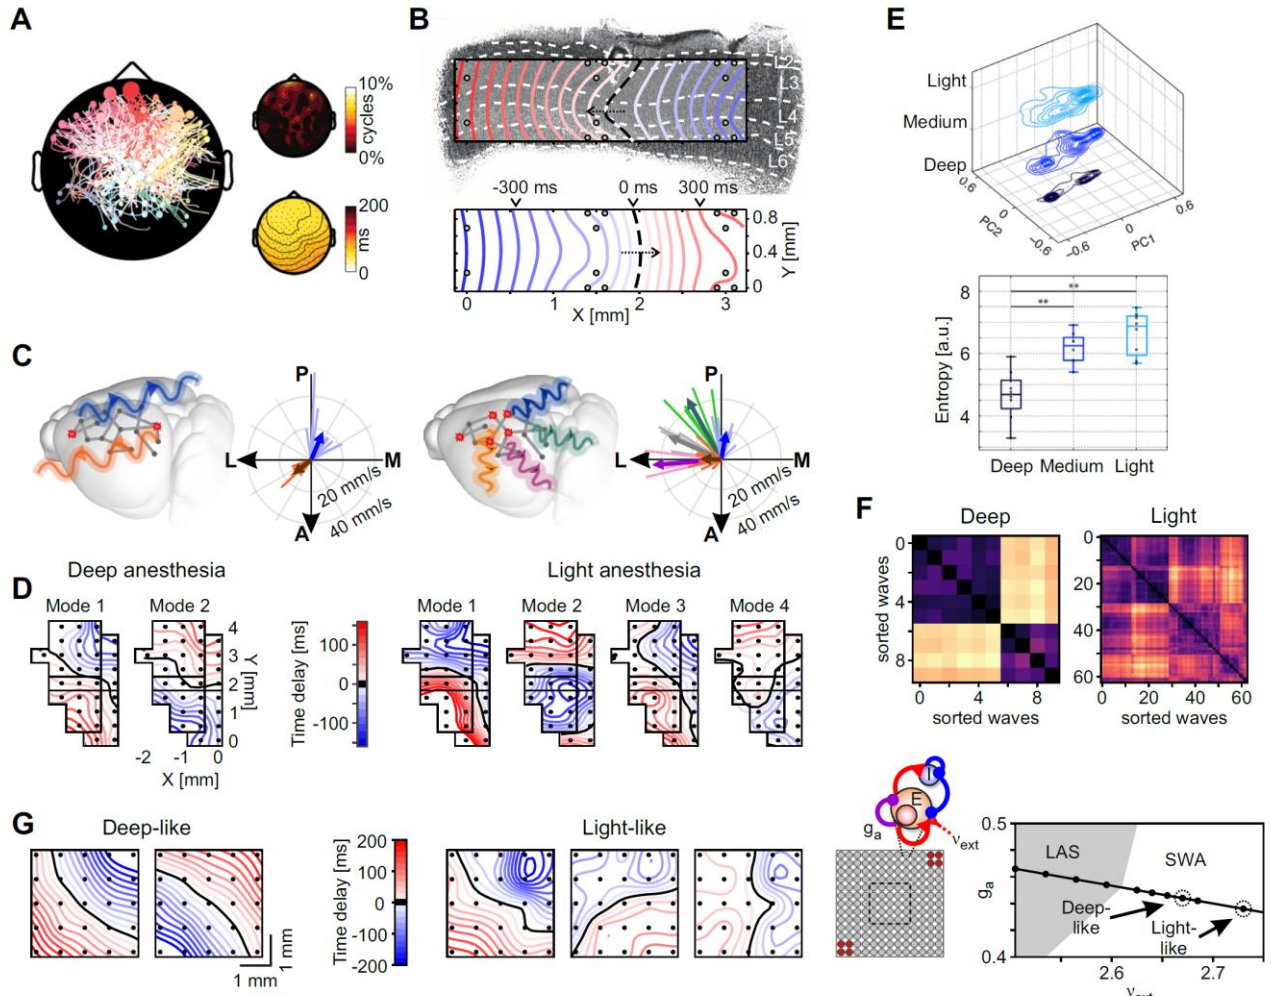 A
10%
cycles
0%
200
ms
0
B
L1
L2
L3
L4
L5
L6
-300 ms
0 ms
300 ms
0.8
0.4
0
Y [mm]
0
1
2
3
X [mm]
E
Light
Medium
Deep
0.6
0
-0.6
PC2
-0.6
0
0.6
PC1
8
6
4
Entropy [a.u.]
**
**
Deep
Medium
Light
C
P
L
M
A
20 mm/s
40 mm/s
P
L
M
A
20 mm/s
40 mm/s
Deep anesthesia
Light anesthesia
D
Mode 1
Mode 2
4
3
2
1
0
Y [mm]
-2
-1
0
X [mm]
Time delay [ms]
100
0
-100
Mode 1
Mode 2
Mode 3
Mode 4
F
Deep
0
4
8
sorted waves
0
4
8
sorted waves
Light
0
20
40
60
0
20
40
60
sorted waves
G
Deep-like
1 mm
1 mm
Time delay [ms]
200
100
0
-100
-200
Light-like
I
E
ga
νext
0.5
ga
0.4
LAS
SWA
Deep-
like
Light-
like
2.6
2.7
νext